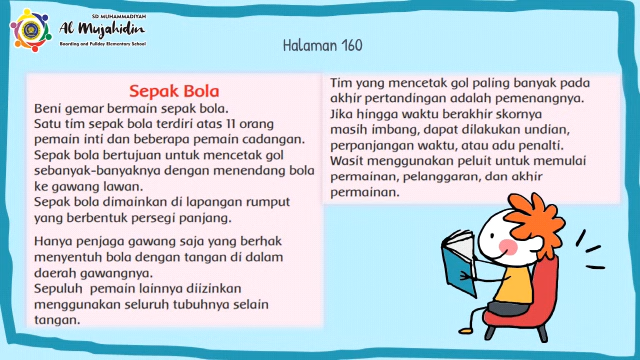 SD MUHAMMADIYAH
Al Mujahidin
Boarding and Fullday Elementary School
Halaman 160
Sepak Bola
Beni gemar bermain sepak bola.
Satu tim sepak bola terdiri atas 11 orang
pemain inti dan beberapa pemain cadangan.
Sepak bola bertujuan untuk mencetak gol
sebanyak-banyaknya dengan menendang bola
ke gawang lawan.
Sepak bola dimainkan di lapangan rumput
yang berbentuk persegi panjang.
Hanya penjaga gawang saja yang berhak
menyentuh bola dengan tangan di dalam
daerah gawangnya.
Sepuluh pemain lainnya diizinkan
menggunakan seluruh tubuhnya selain
tangan.
Tim yang mencetak gol paling banyak pada
akhir pertandingan adalah pemenangnya.
Jika hingga waktu berakhir skornya
masih imbang, dapat dilakukan undian,
perpanjangan waktu, atau adu penalti.
Wasit menggunakan peluit untuk memulai
permainan, pelanggaran, dan akhir
permainan.